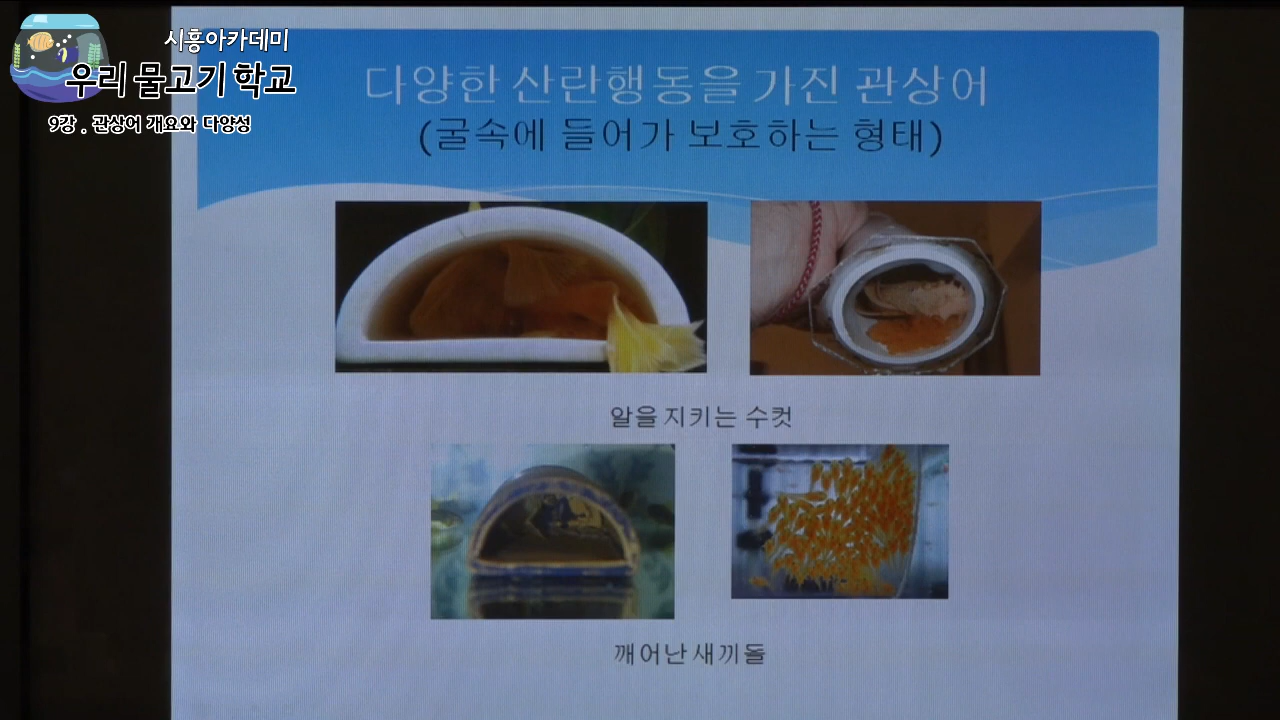 시흥아카데미
우리 물고기 학교
9강 . 관상어 개요와 다양성
다양한 산란행동을 가진 관상어
(굴속에 들어가 보호하는 형태)
알을 지키는 수컷
깨어난 새끼들